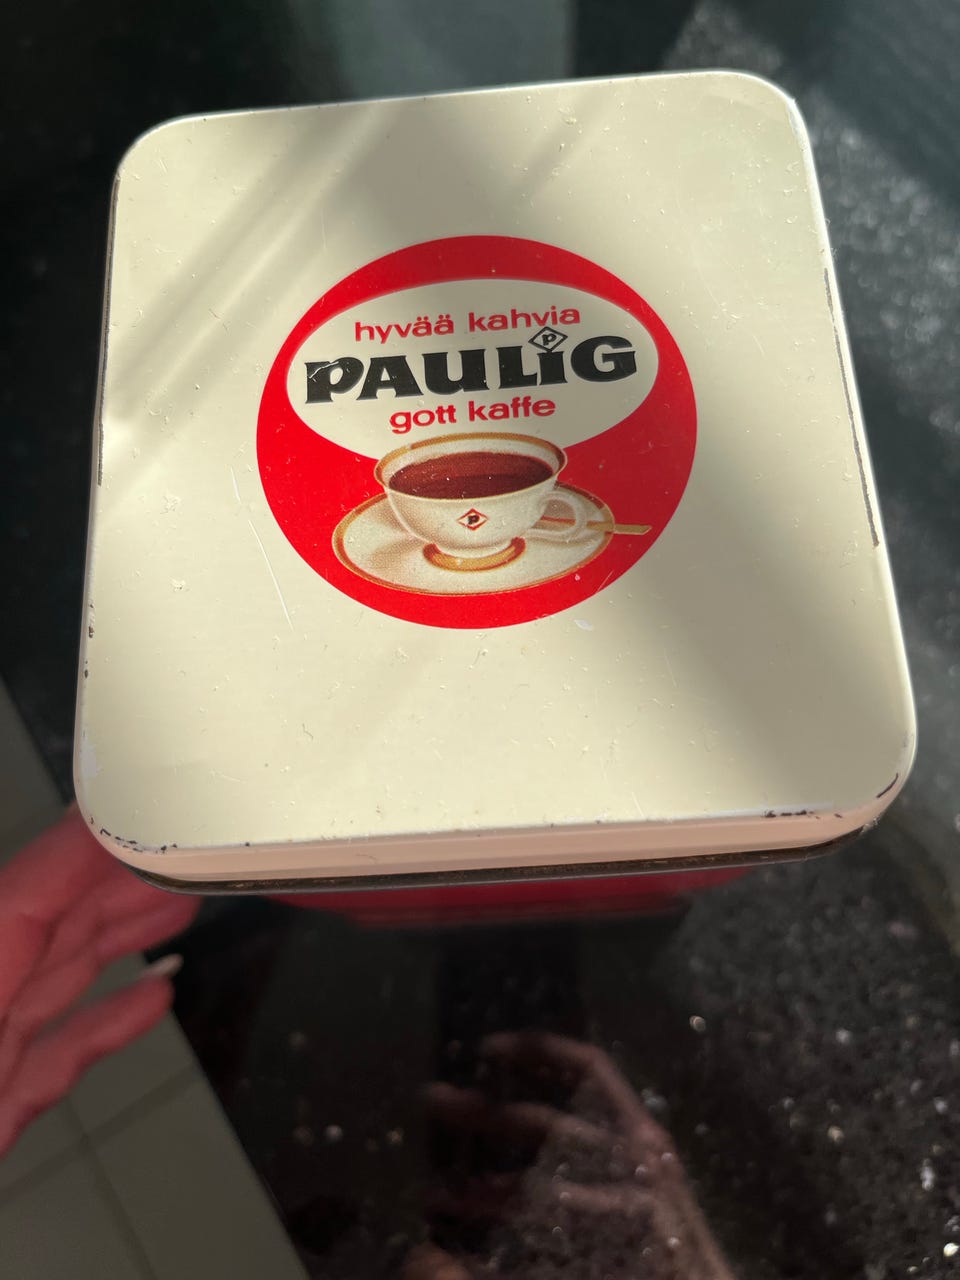 hyvää kahvia
P
PAULiG
gott kaffe
P